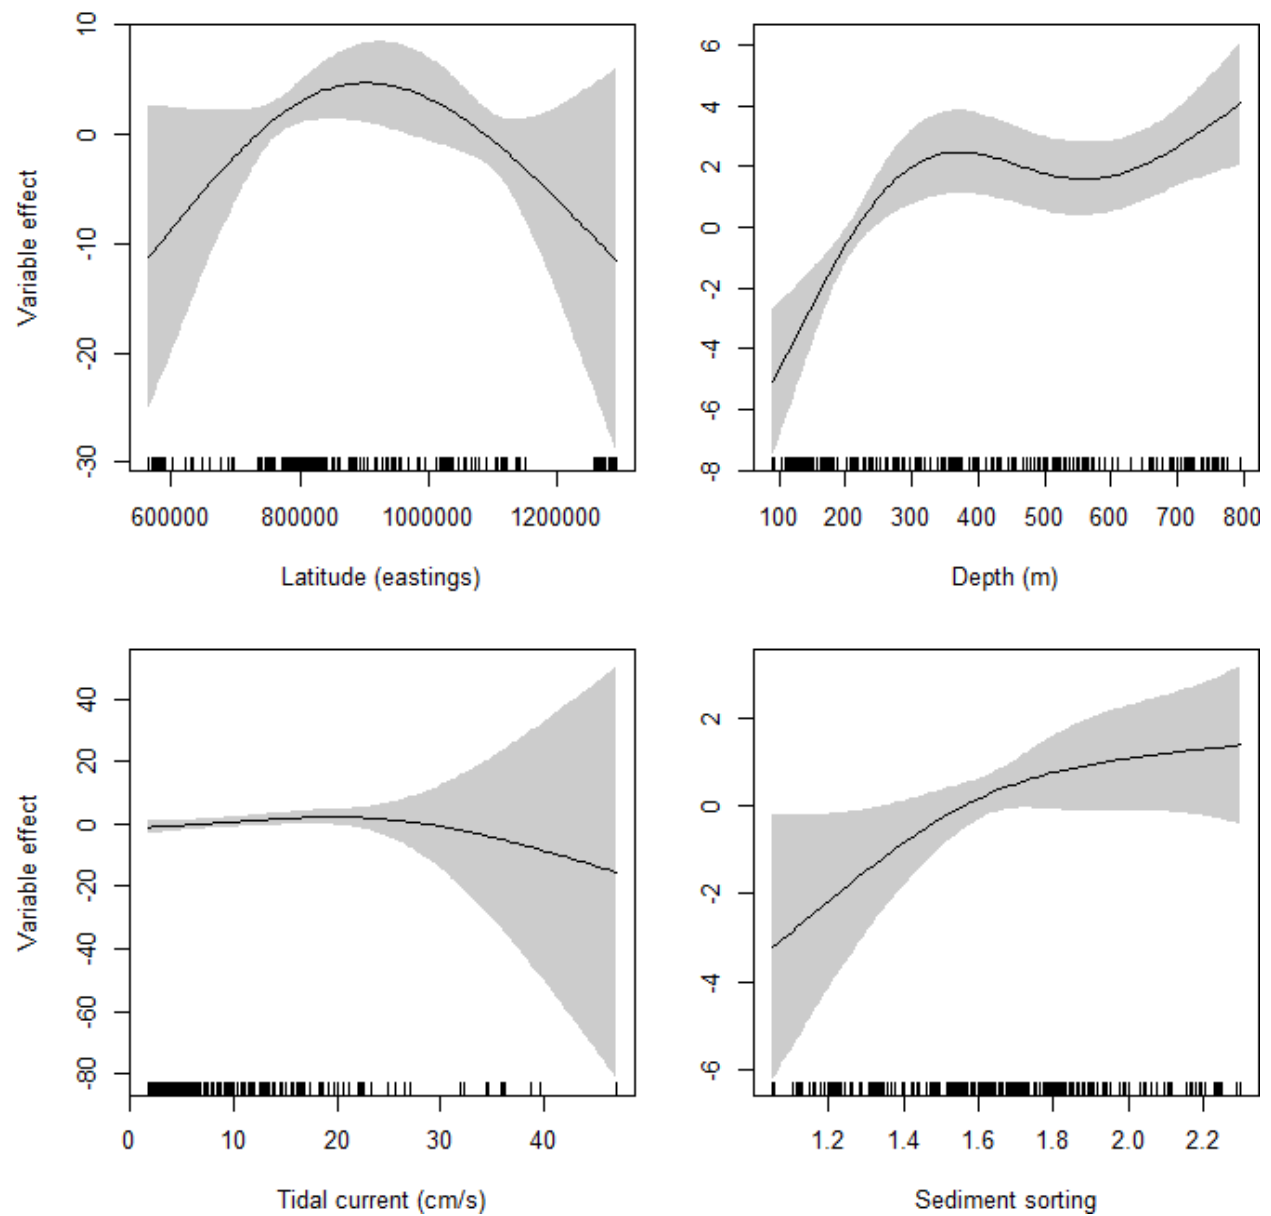 Variable effect
10
0
-10
-20
-30
600000 800000 1000000 1200000
Latitude (eastings)
6
4
2
0
-2
-4
-6
-8
100 200 300 400 500 600 700 800
Depth (m)
Variable effect
40
20
0
-20
-40
-60
-80
0 10 20 30 40
Tidal current (cm/s)
2
0
-2
-4
-6
1.2 1.4 1.6 1.8 2.0 2.2
Sediment sorting